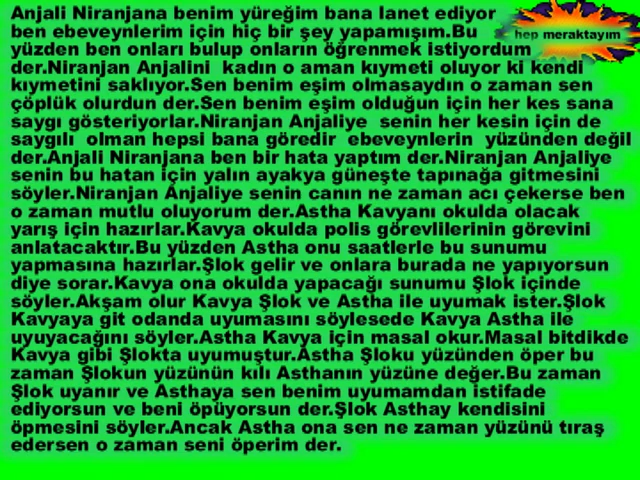 Anjali Niranjana benim yüreğim bana lanet ediyor
ben ebeveynlerim için hiç bir şey yapamışım.Bu
hep meraktayım
yüzden ben onları bulup onların öğrenmek istiyordum
der.Niranjan Anjalini kadın o aman kıymeti oluyor ki kendi
kıymetini saklıyor.Sen benim eşim olmasaydın o zaman sen
çöplük olurdun der.Sen benim eşim olduğun için her kes sana
saygı gösteriyorlar.Niranjan Anjaliye senin her kesin için de
saygılı olman hepsi bana göredir ebeveynlerin yüzünden değil
der.Anjali Niranjana ben bir hata yaptım der.Niranjan Anjaliye
senin bu hatan için yalın ayakya güneşte tapınağa gitmesini
söyler.Niranjan Anjaliye senin canın ne zaman acı çekerse ben
o zaman mutlu oluyorum der.Astha Kavyanı okulda olacak
yarış için hazırlar.Kavya okulda polis görevlilerinin görevini
anlatacaktır.Bu yüzden Astha onu saatlerle bu sunumu
yapmasına hazırlar.Şlok gelir ve onlara burada ne yapıyorsun
diye sorar.Kavya ona okulda yapacağı sunumu Şlok içinde
söyler.Akşam olur Kavya Şlok ve Astha ile uyumak ister.Şlok
Kavyaya git odanda uyumasını söylesede Kavya Astha ile
uyuyacağını söyler.Astha Kavya için masal okur.Masal bitdikde
Kavya gibi Şlokta uyumuştur.Astha Şloku yüzünden öper bu
zaman Şlokun yüzünün kılı Asthanın yüzüne değer.Bu zaman
Şlok uyanır ve Asthaya sen benim uyumamdan istifade
ediyorsun ve beni öpüyorsun der.Şlok Asthay kendisini
öpmesini söyler.Ancak Astha ona sen ne zaman yüzünü tıraş
edersen o zaman seni öperim der.